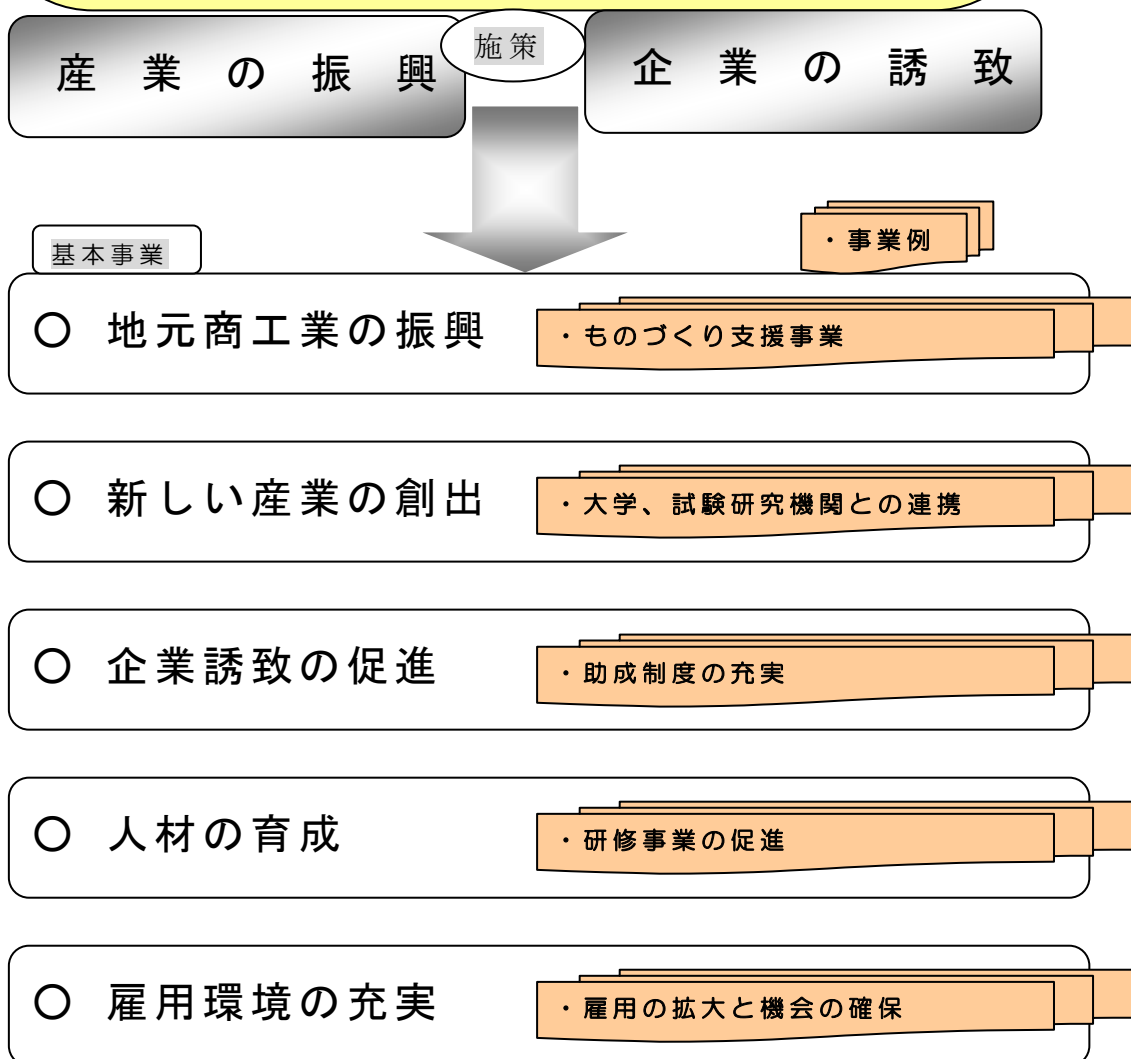 施策
産業の振興
企業の誘致
基本事業
・事業例
〇 地元商工業の振興
・ものづくり支援事業
〇 新しい産業の創出
・大学、試験研究機関との連携
〇 企業誘致の促進
・助成制度の充実
〇 人材の育成
・研修事業の促進
〇 雇用環境の充実
・雇用の拡大と機会の確保